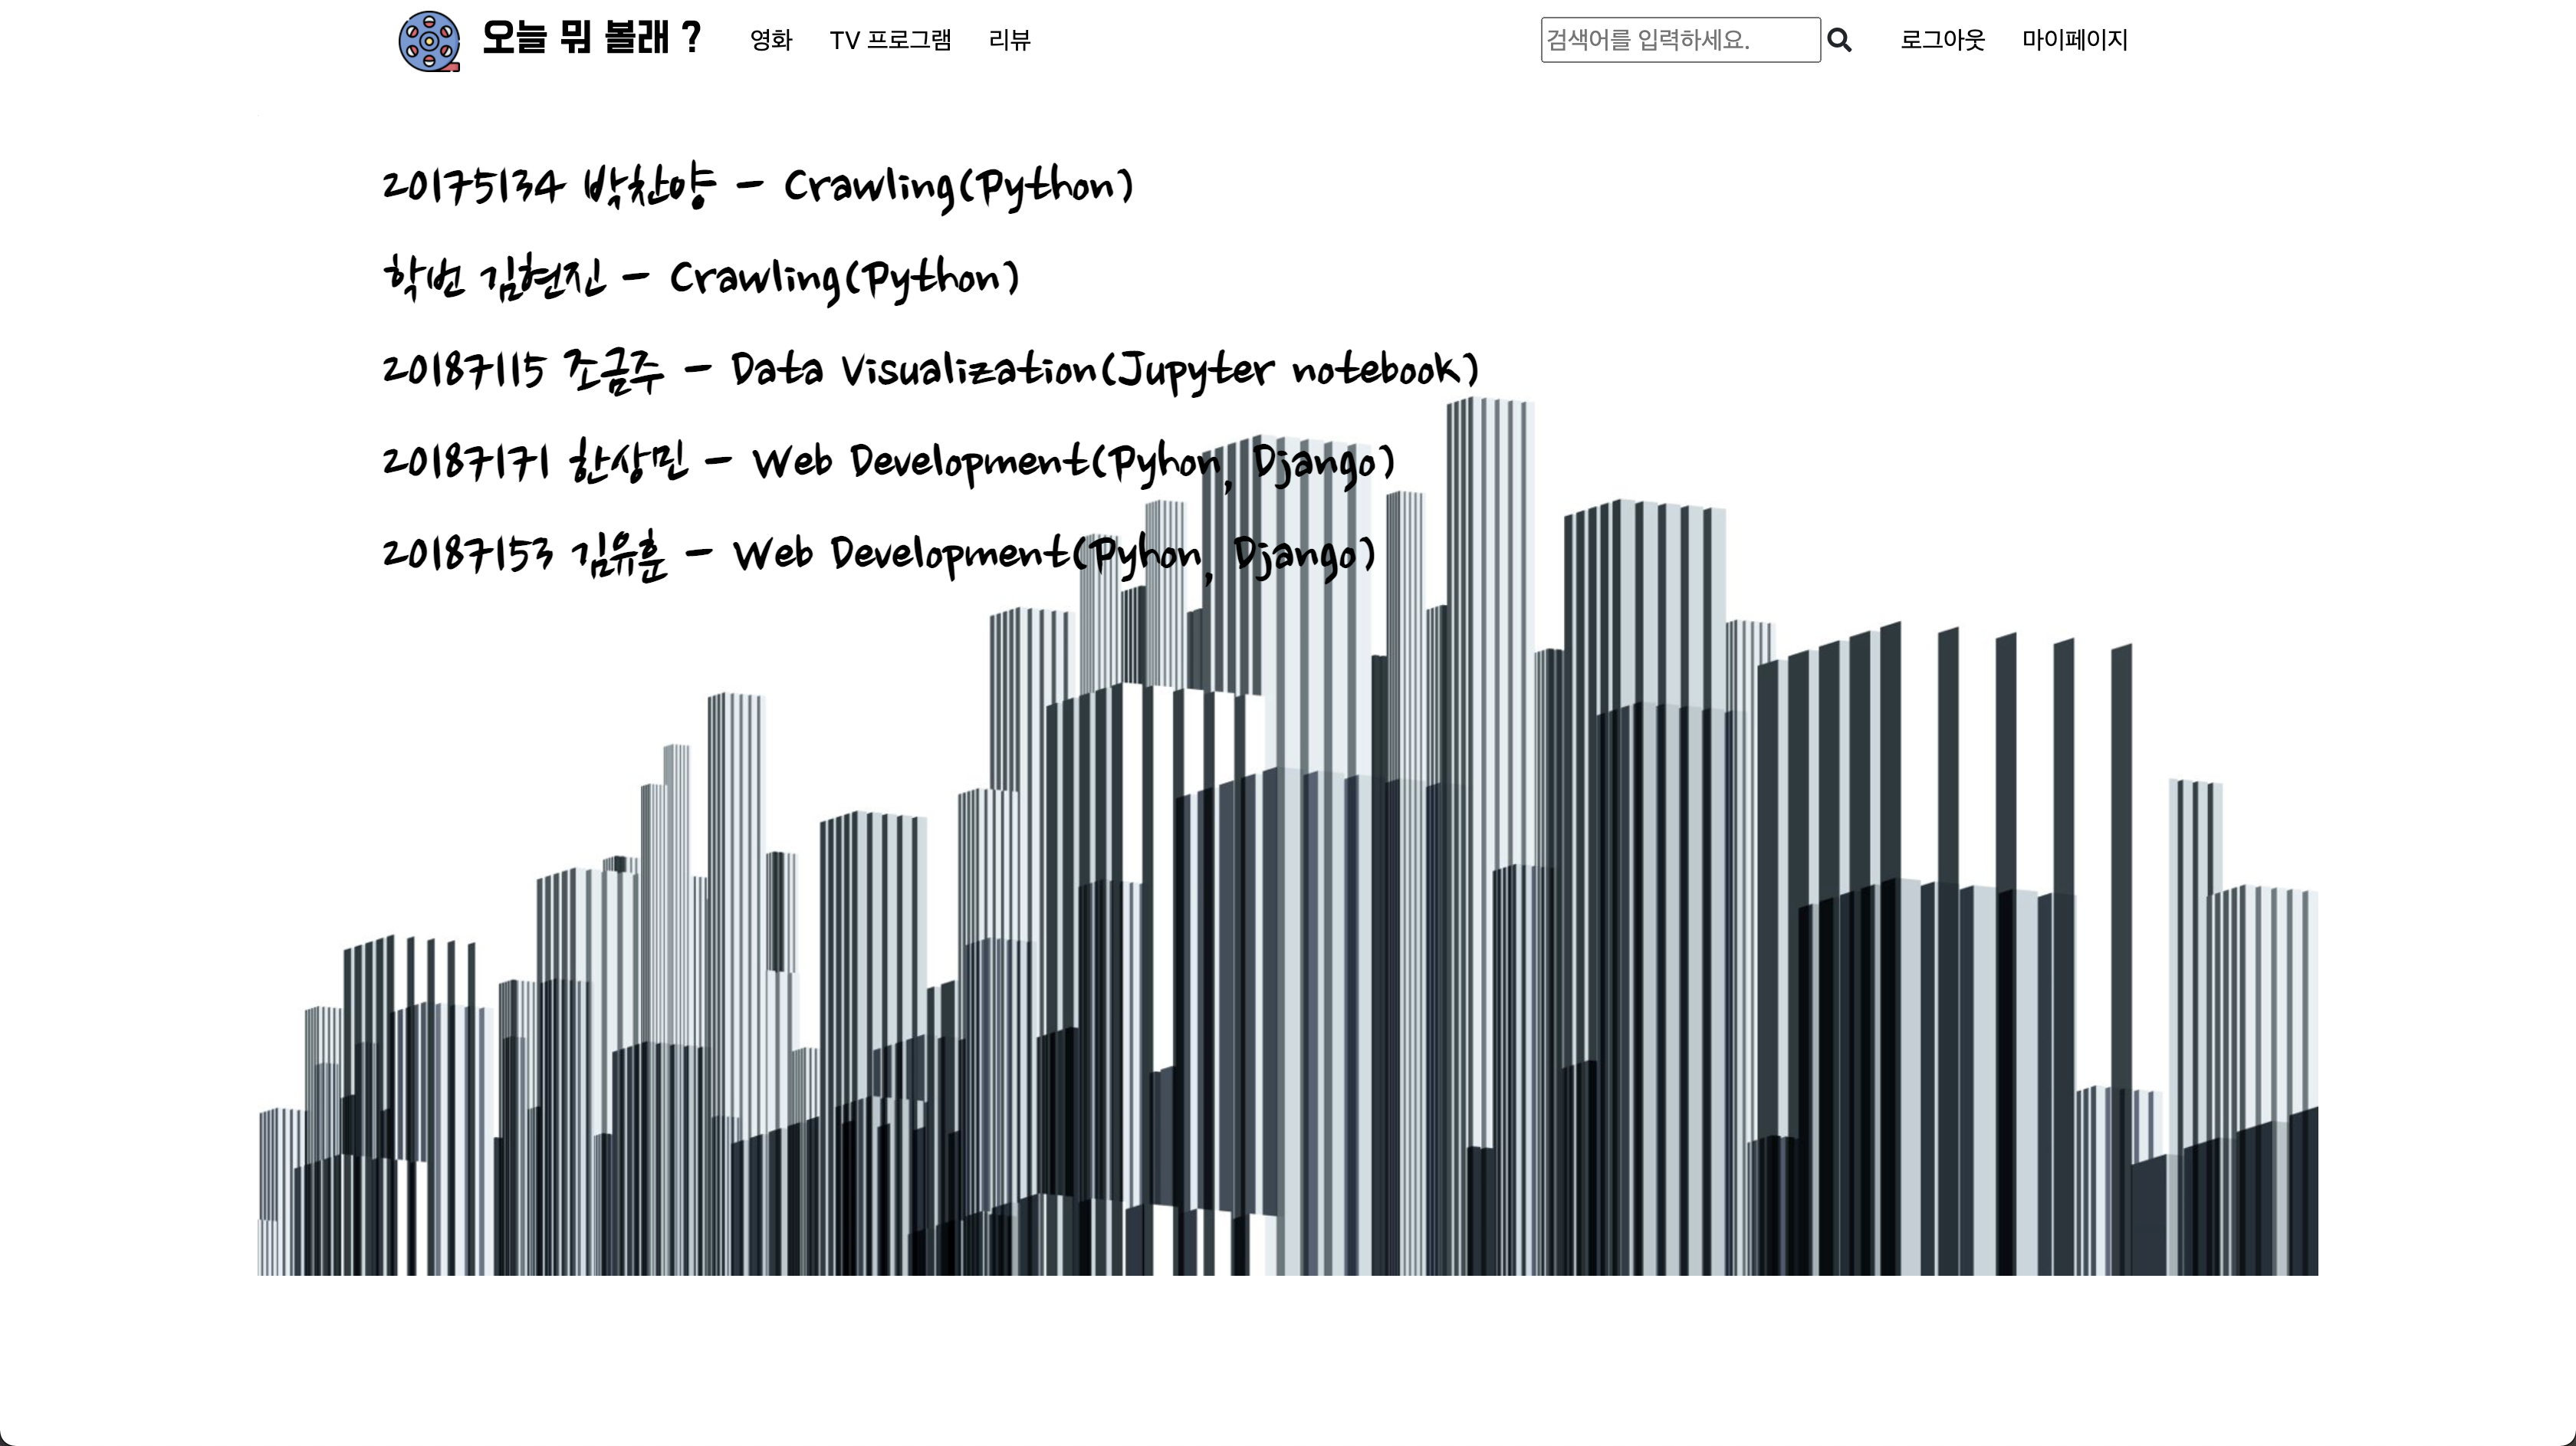 오늘 뭐 볼래 ? 영화 TV 프로그램 리뷰 검색어를 입력하세요. 로그아웃 마이페이지
20175134 박찬양 - Crawling(Python)
학번 김현진 - Crawling(Python)
20187115 조금주 - Data Visualization(Jupyter notebook)
20187171 한상민 - Web Development(Pyhon, Django)
20187153 김유훈 - Web Development(Pyhon, Django)